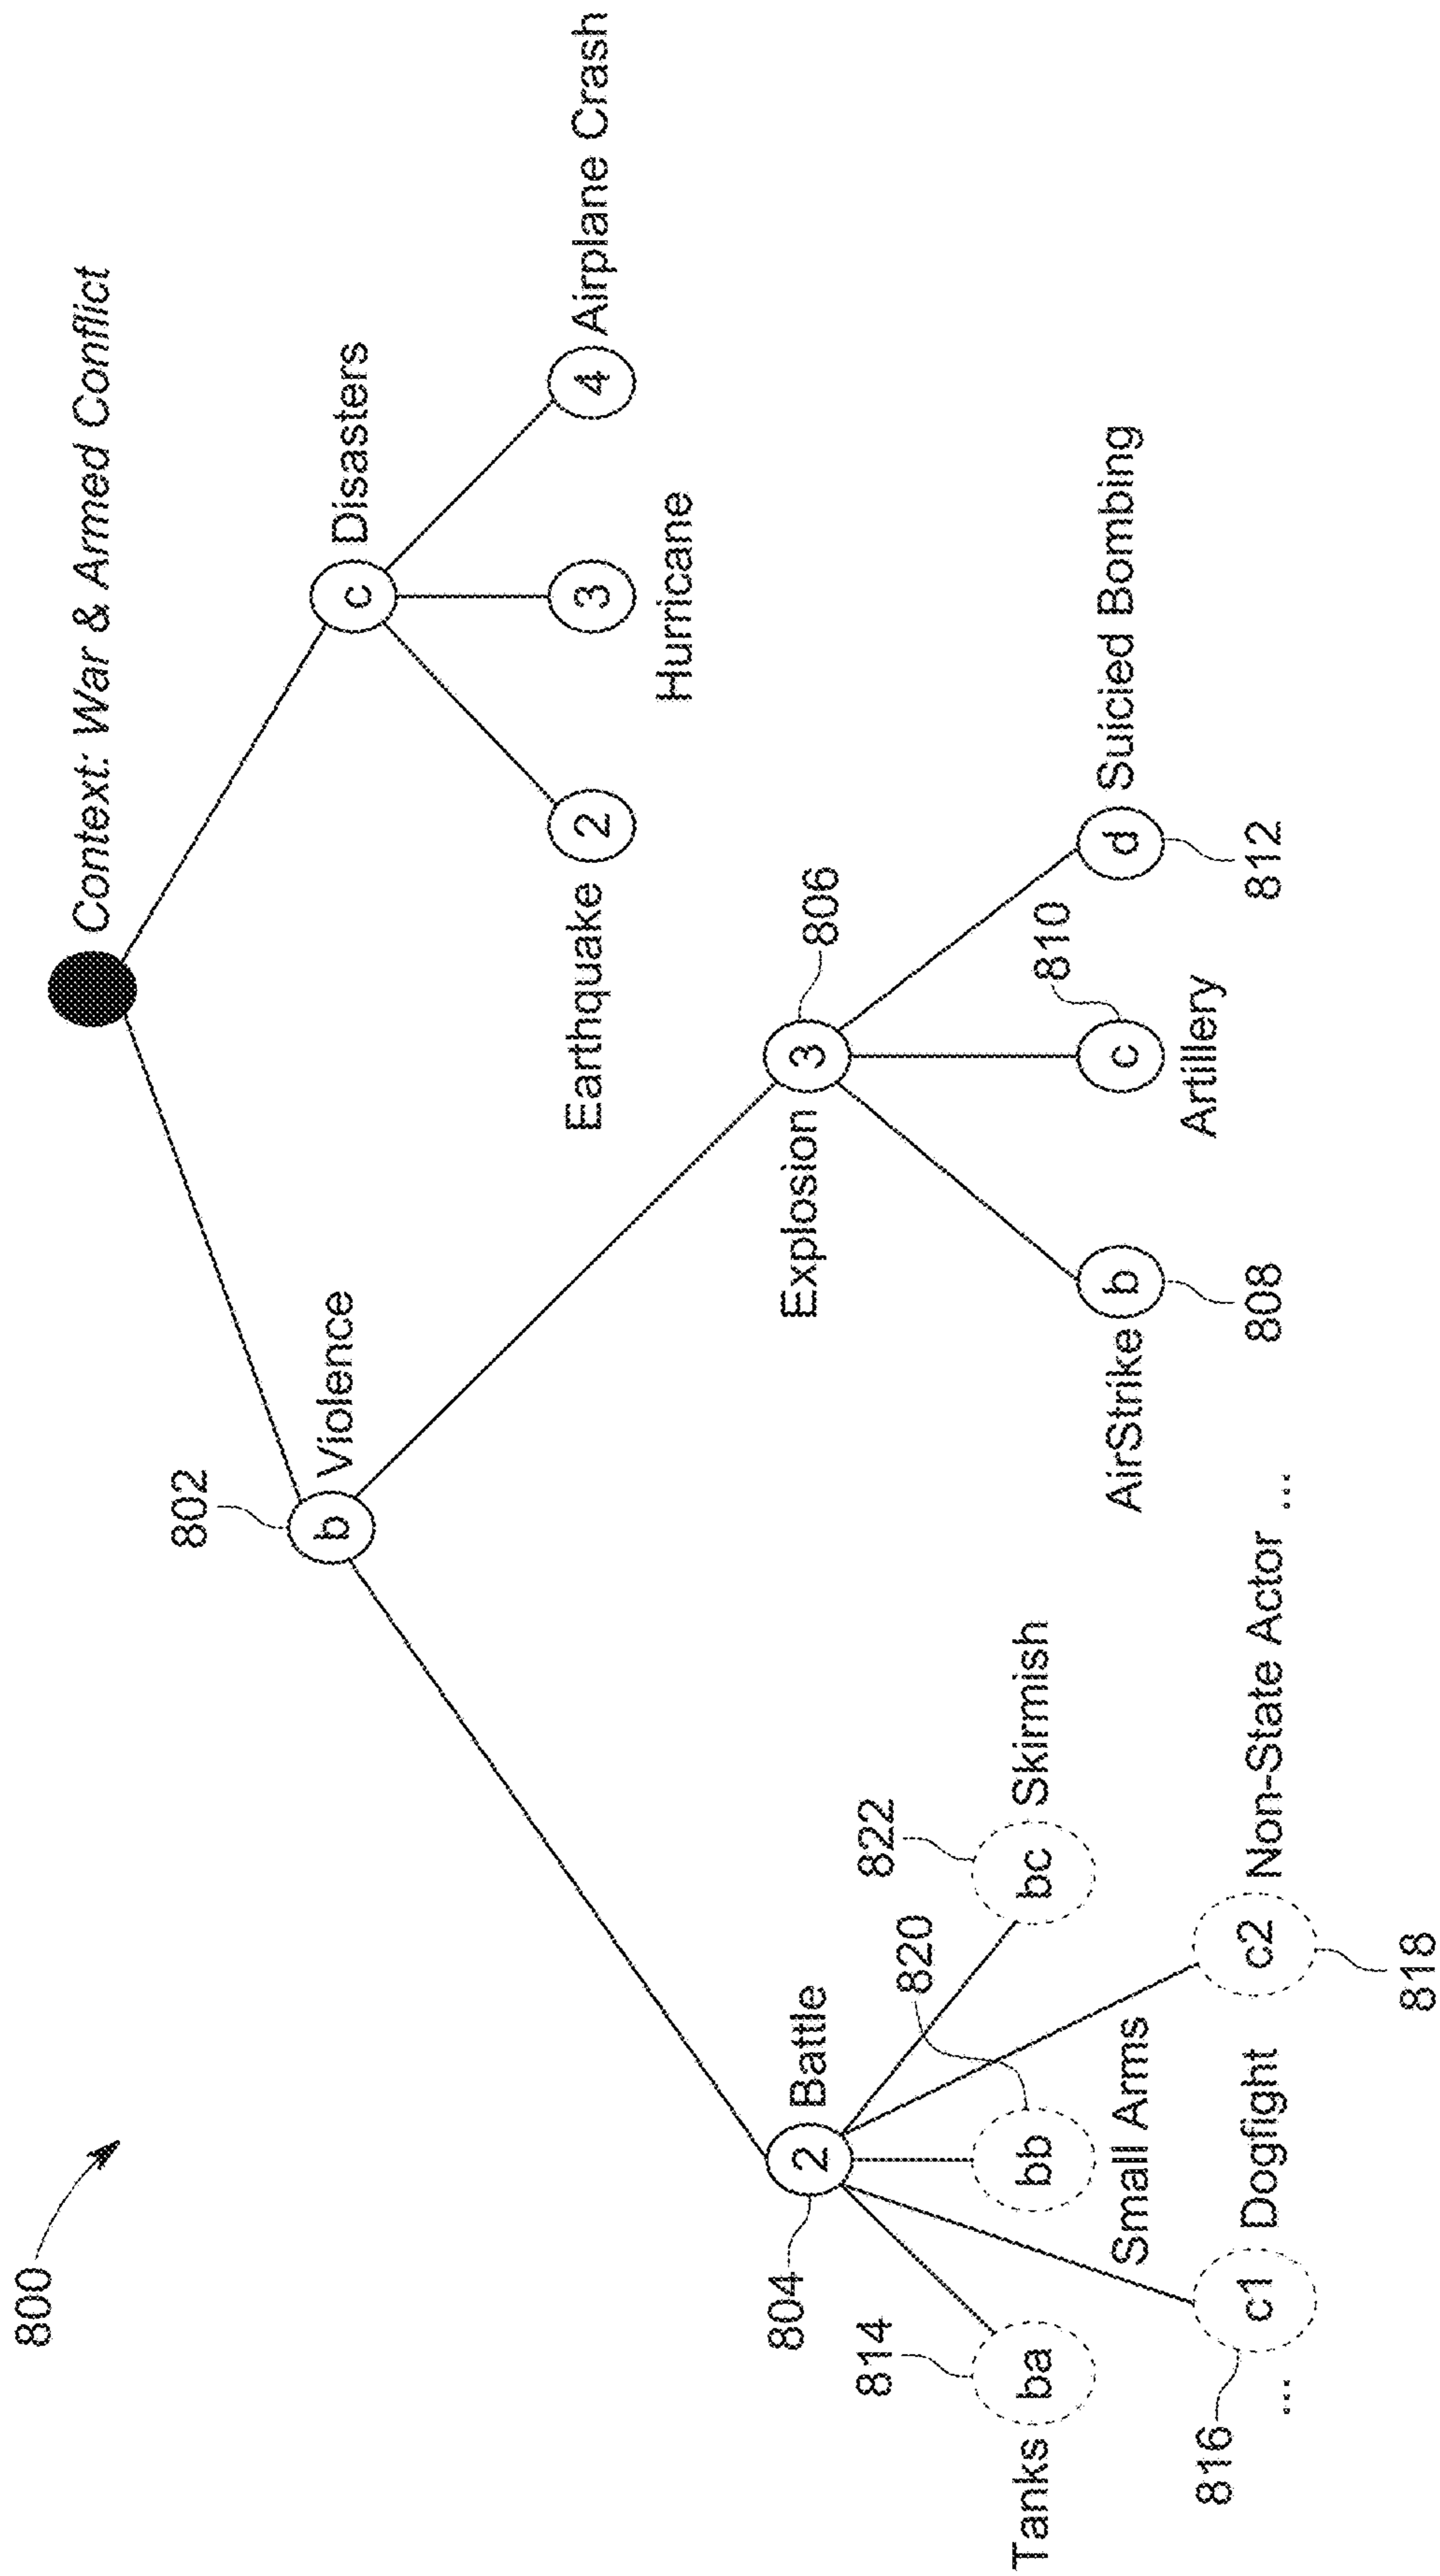 800
Context: War & Armed Conflict
802
b Violence
c Disasters
Earthquake 2
3
Hurricane
4 Airplane Crash
804
2 Battle
Explosion 3
806
Tanks ba
814
bb
820
Small Arms
bc Skirmish
822
816
c1 Dogfight
c2 Non-State Actor ...
818
...
AirStrike b
808
c
810
Artillery
d Suicied Bombing
812